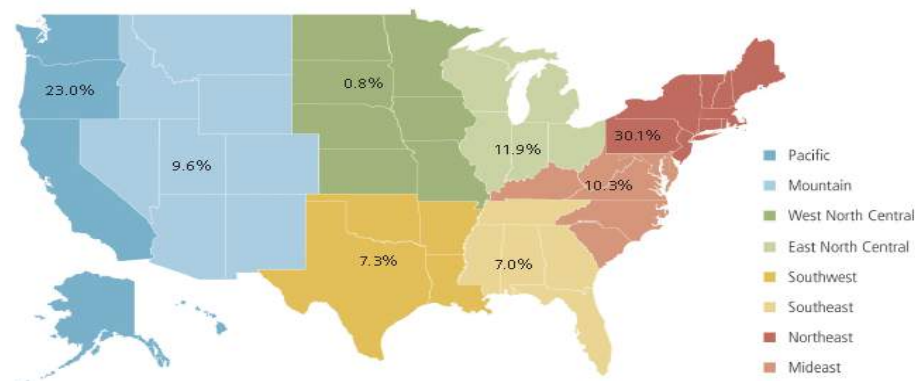 23.0%
0.8%
30.1%
11.9%
9.6%
10.3%
7.3%
7.0%
Pacific
Mountain
West North Central
East North Central
Southwest
Southeast
Northeast
Mideast